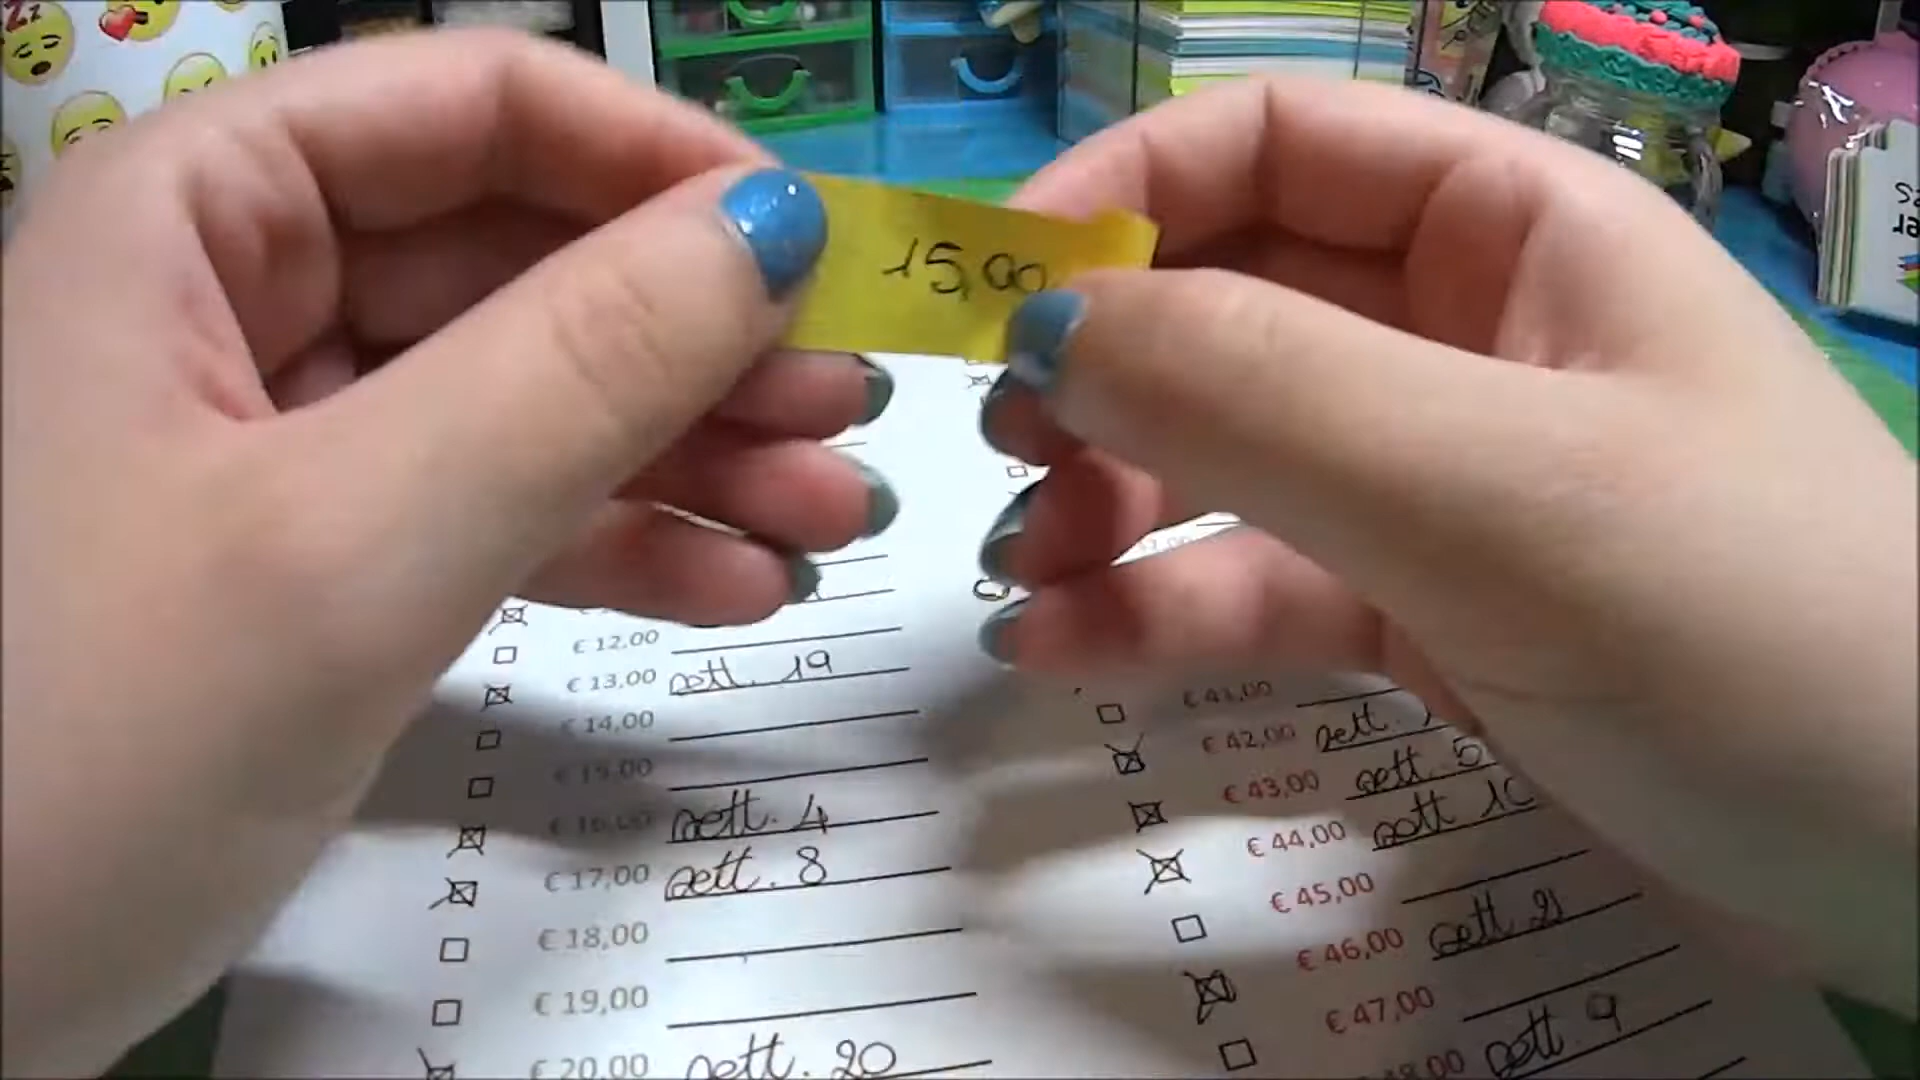 15,00
€ 12,00
€ 13,00 sett. 19
€ 14,00
€ 15,00
€ 16,00 sett. 4
€ 17,00 sett. 8
€ 18,00
€ 19,00
€ 20,00 sett. 20
€ 41,00
€ 42,00 sett.
€ 43,00 sett. 5
€ 44,00 sett 10
€ 45,00
€ 46,00 sett 21
€ 47,00
48,00 sett. 9